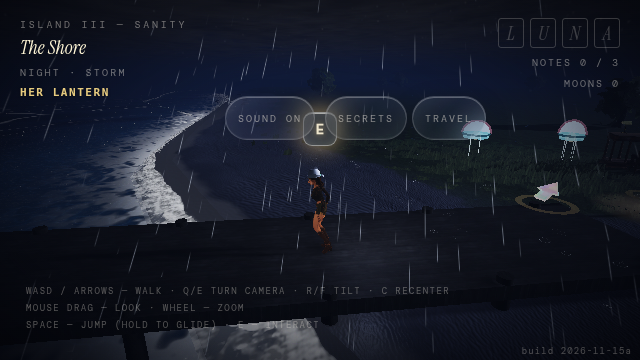 ISLAND III — SANITY
The Shore
NIGHT · STORM
HER LANTERN
L U N A
NOTES 0 / 3
MOONS 0
SOUND ON
E
SECRETS
TRAVEL
WASD / ARROWS — WALK · Q/E TURN CAMERA · R/F TILT · C RECENTER
MOUSE DRAG — LOOK · WHEEL — ZOOM
SPACE — JUMP (HOLD TO GLIDE) · E — INTERACT
build 2026-11-15a